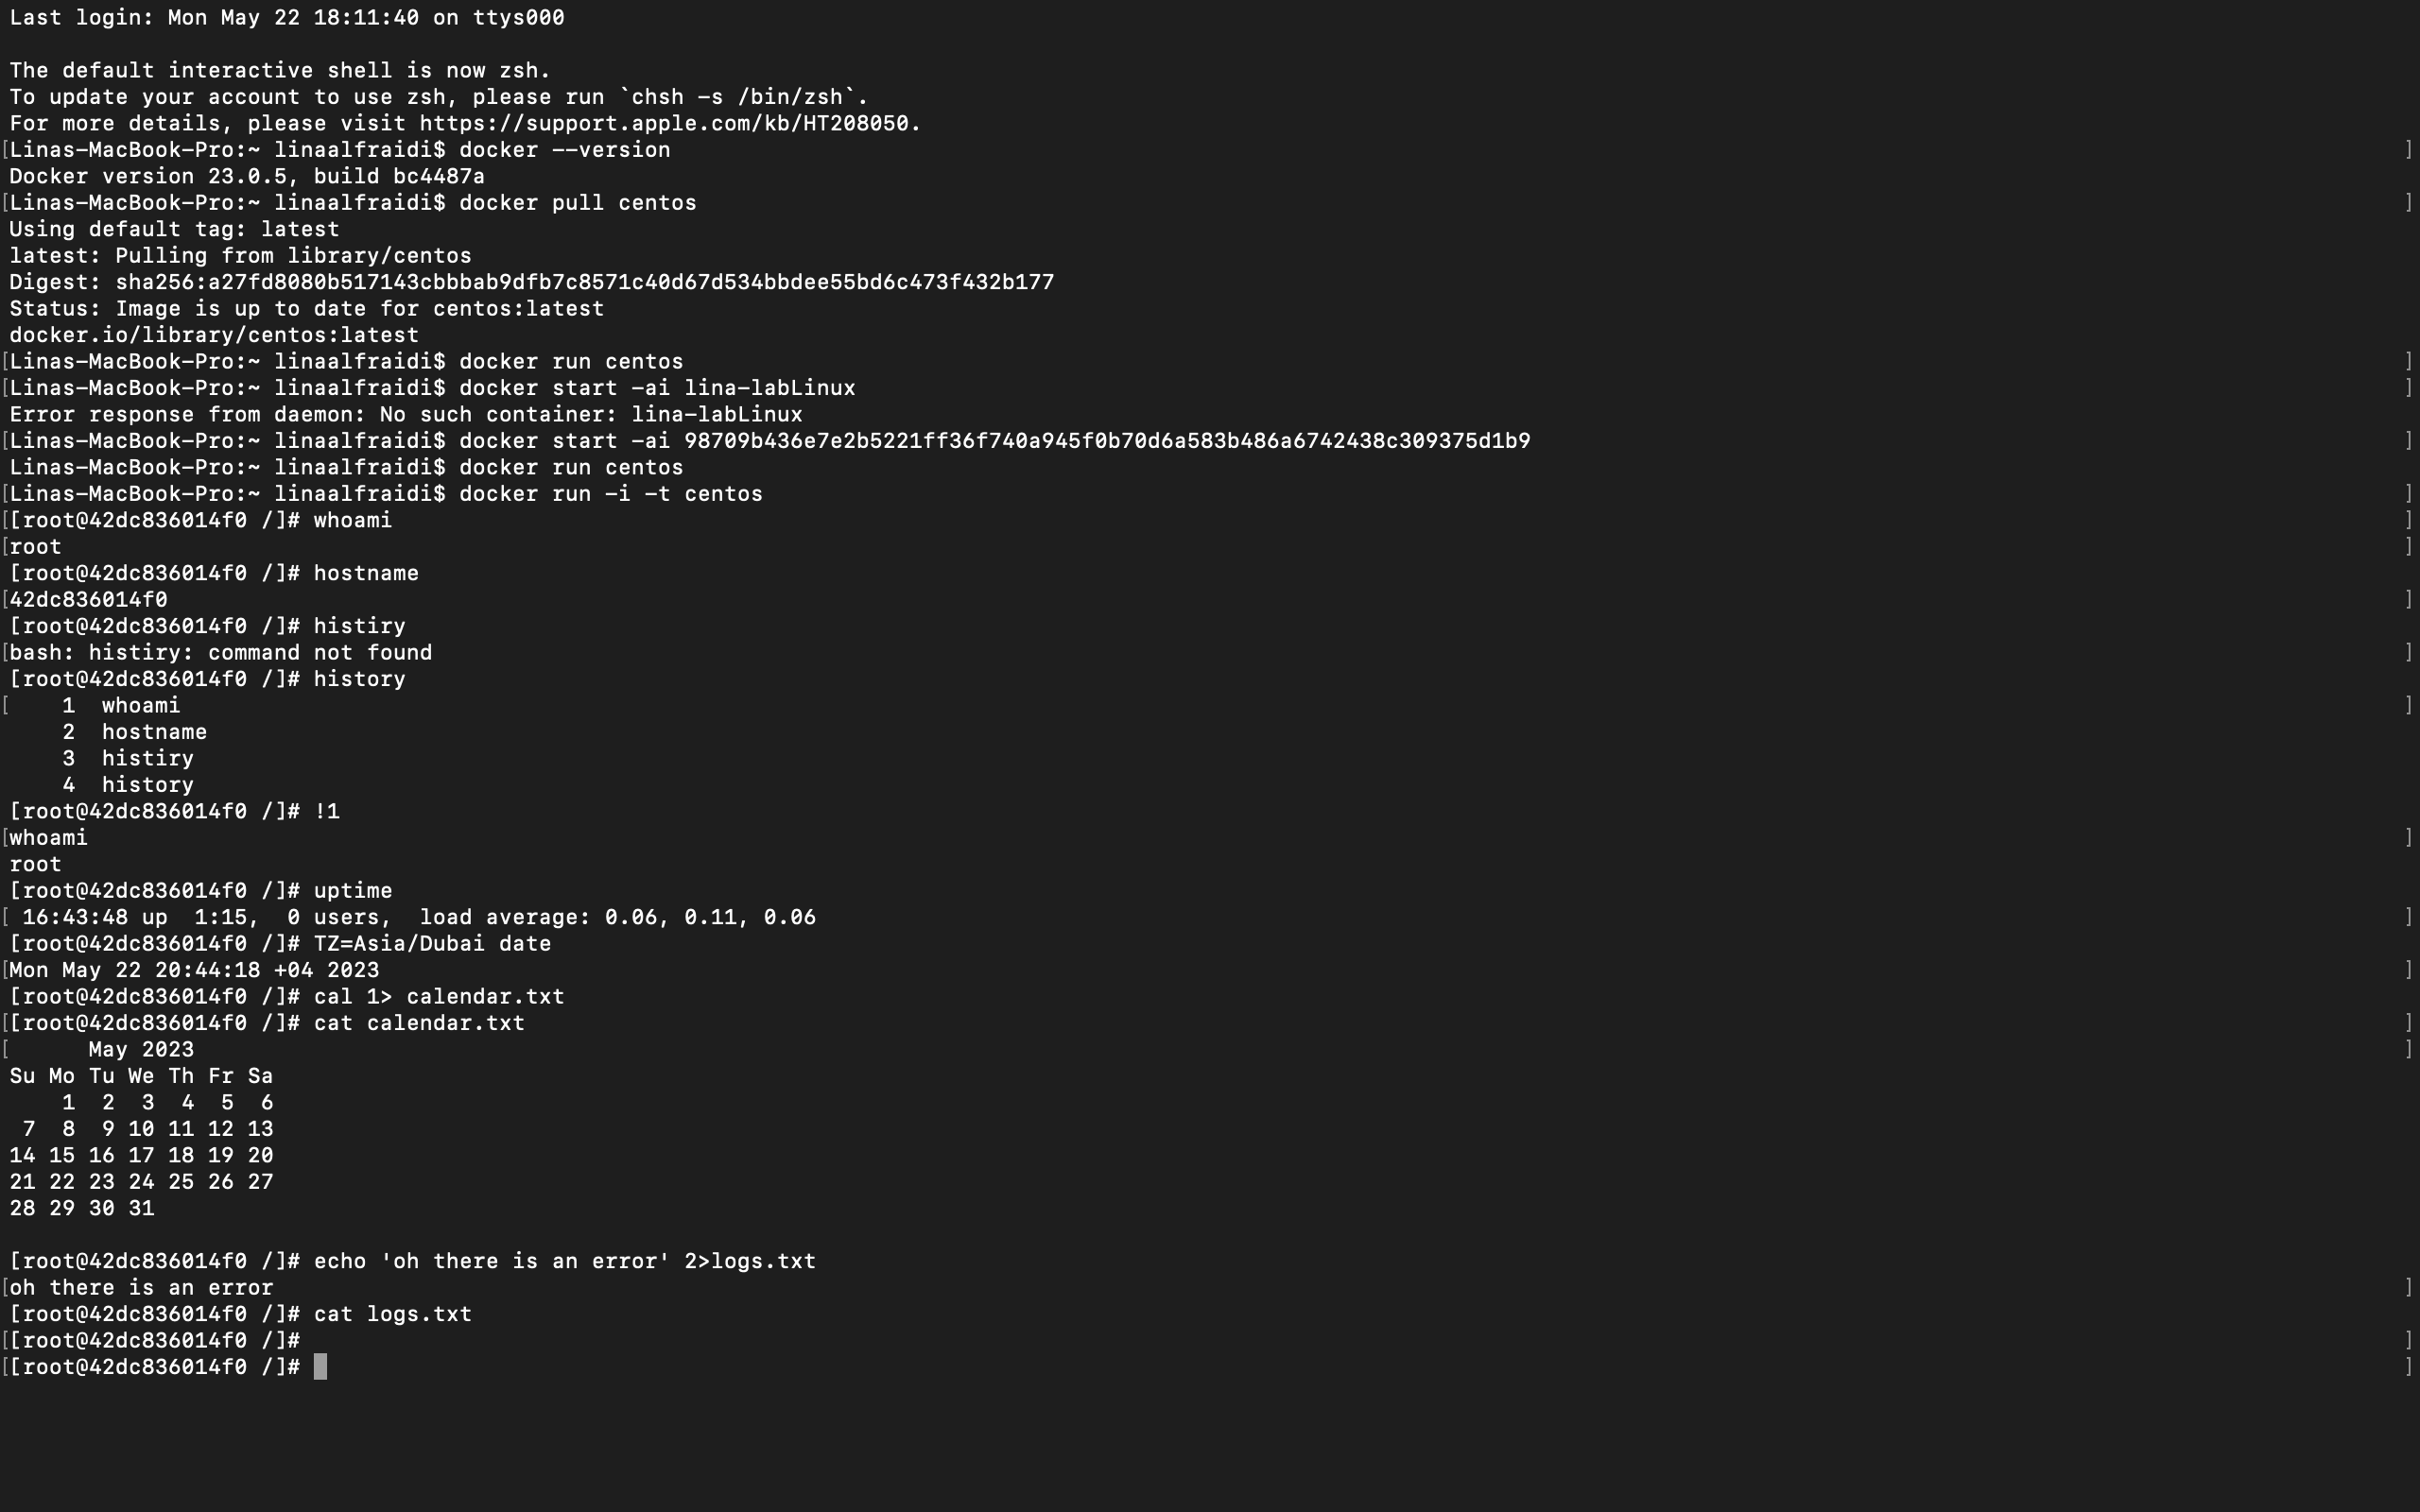 Last login: Mon May 22 18:11:40 on ttys000

The default interactive shell is now zsh.
To update your account to use zsh, please run `chsh -s /bin/zsh`.
For more details, please visit https://support.apple.com/kb/HT208050.
[Linas-MacBook-Pro:~ linaalfraidi$ docker --version ]
Docker version 23.0.5, build bc4487a
[Linas-MacBook-Pro:~ linaalfraidi$ docker pull centos ]
Using default tag: latest
latest: Pulling from library/centos
Digest: sha256:a27fd8080b517143cbbbab9dfb7c8571c40d67d534bbdee55bd6c473f432b177
Status: Image is up to date for centos:latest
docker.io/library/centos:latest
[Linas-MacBook-Pro:~ linaalfraidi$ docker run centos ]
[Linas-MacBook-Pro:~ linaalfraidi$ docker start -ai lina-labLinux ]
Error response from daemon: No such container: lina-labLinux
[Linas-MacBook-Pro:~ linaalfraidi$ docker start -ai 98709b436e7e2b5221ff36f740a945f0b70d6a583b486a6742438c309375d1b9 ]
Linas-MacBook-Pro:~ linaalfraidi$ docker run centos
[Linas-MacBook-Pro:~ linaalfraidi$ docker run -i -t centos ]
[[root@42dc836014f0 /]# whoami ]
[root ]
[root@42dc836014f0 /]# hostname
[42dc836014f0 ]
[root@42dc836014f0 /]# histiry
[bash: histiry: command not found ]
[root@42dc836014f0 /]# history
[    1  whoami ]
    2  hostname
    3  histiry
    4  history
[root@42dc836014f0 /]# !1
[whoami ]
root
[root@42dc836014f0 /]# uptime
[ 16:43:48 up  1:15,  0 users,  load average: 0.06, 0.11, 0.06 ]
[root@42dc836014f0 /]# TZ=Asia/Dubai date
[Mon May 22 20:44:18 +04 2023 ]
[root@42dc836014f0 /]# cal 1> calendar.txt
[[root@42dc836014f0 /]# cat calendar.txt ]
[      May 2023 ]
Su Mo Tu We Th Fr Sa
    1  2  3  4  5  6
 7  8  9 10 11 12 13
14 15 16 17 18 19 20
21 22 23 24 25 26 27
28 29 30 31

[root@42dc836014f0 /]# echo 'oh there is an error' 2>logs.txt
[oh there is an error ]
[root@42dc836014f0 /]# cat logs.txt
[[root@42dc836014f0 /]# ]
[[root@42dc836014f0 /]# ]